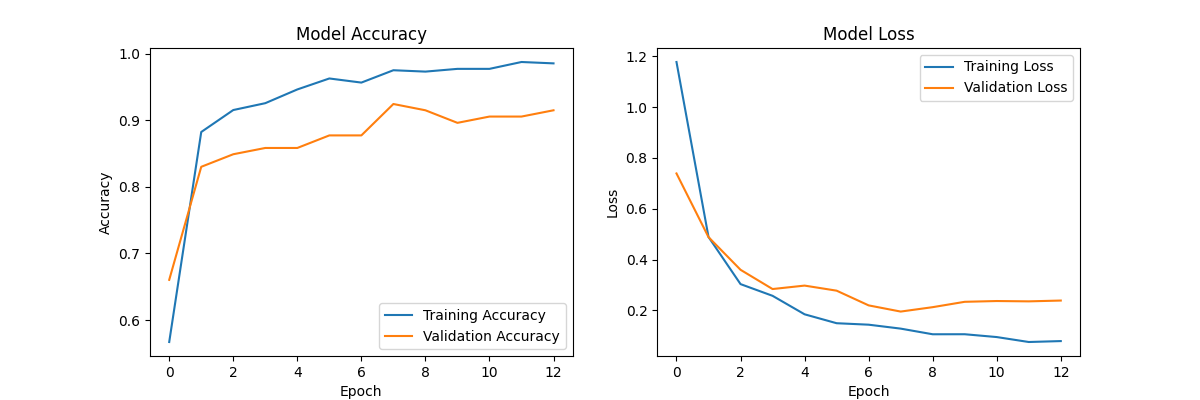 Model Accuracy
1.0
0.9
0.8
0.7
0.6
Accuracy
0 2 4 6 8 10 12
Epoch
Training Accuracy
Validation Accuracy
Model Loss
1.2
1.0
0.8
0.6
0.4
0.2
Loss
0 2 4 6 8 10 12
Epoch
Training Loss
Validation Loss